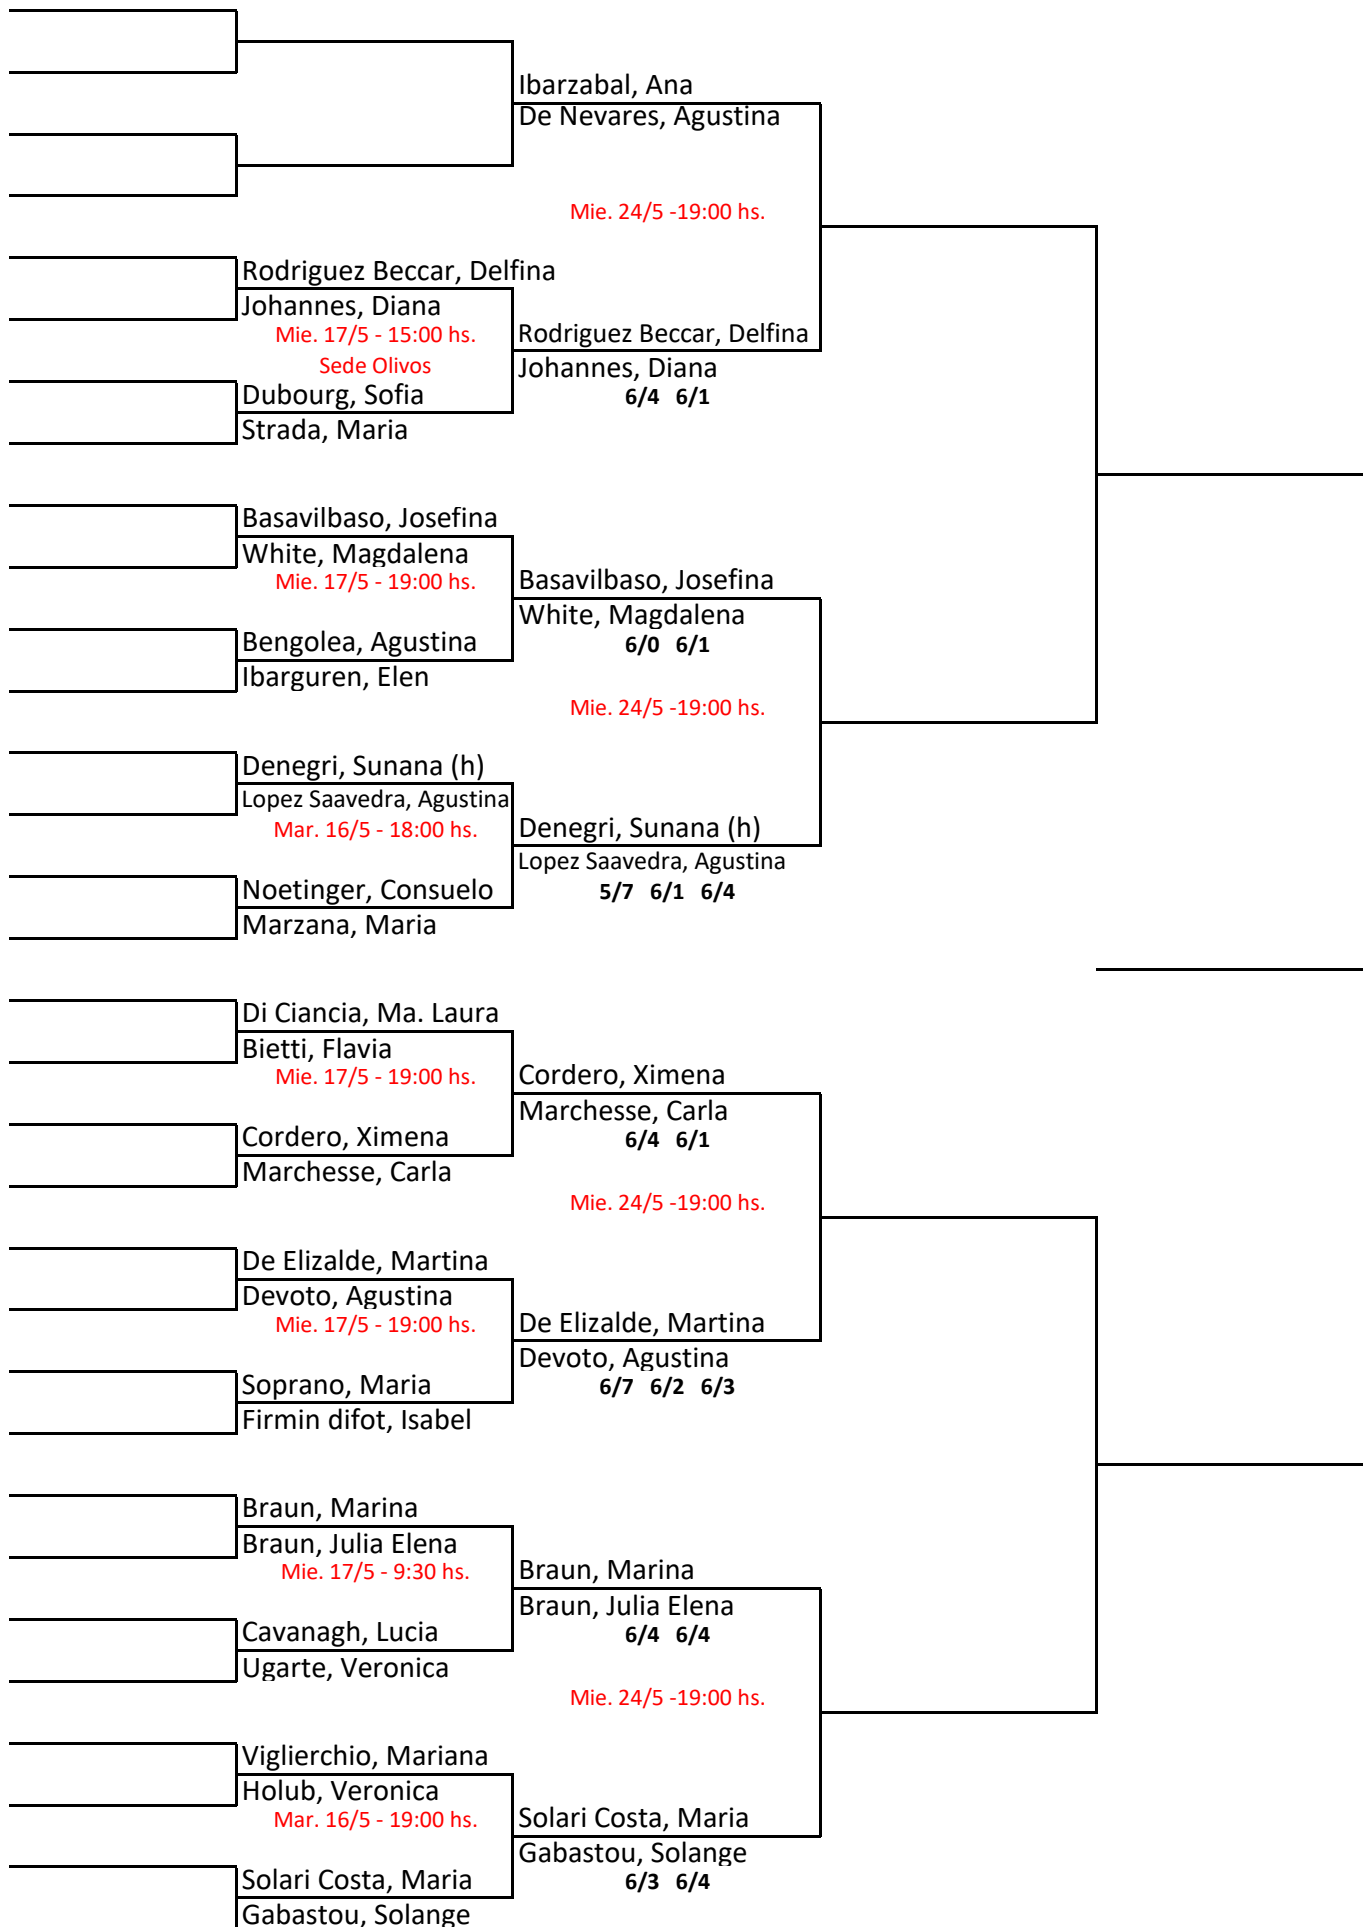 Ibarzabal, Ana
De Nevares, Agustina
Mie. 24/5 -19:00 hs.
Rodriguez Beccar, Delfina
Johannes, Diana
Mie. 17/5 - 15:00 hs.
Rodriguez Beccar, Delfina
Sede Olivos
Johannes, Diana
Dubourg, Sofia
6/4 6/1
Strada, Maria
Basavilbaso, Josefina
White, Magdalena
Mie. 17/5 - 19:00 hs.
Basavilbaso, Josefina
White, Magdalena
Bengolea, Agustina
6/0 6/1
Ibarguren, Elen
Mie. 24/5 -19:00 hs.
Denegri, Sunana (h)
Lopez Saavedra, Agustina
Mar. 16/5 - 18:00 hs.
Denegri, Sunana (h)
Lopez Saavedra, Agustina
Noetinger, Consuelo
5/7 6/1 6/4
Marzana, Maria
Di Ciancia, Ma. Laura
Bietti, Flavia
Mie. 17/5 - 19:00 hs.
Cordero, Ximena
Marchesse, Carla
Cordero, Ximena
6/4 6/1
Marchesse, Carla
Mie. 24/5 -19:00 hs.
De Elizalde, Martina
Devoto, Agustina
Mie. 17/5 - 19:00 hs.
De Elizalde, Martina
Devoto, Agustina
Soprano, Maria
6/7 6/2 6/3
Firmin difot, Isabel
Braun, Marina
Braun, Julia Elena
Mie. 17/5 - 9:30 hs.
Braun, Marina
Braun, Julia Elena
Cavanagh, Lucia
6/4 6/4
Ugarte, Veronica
Mie. 24/5 -19:00 hs.
Viglierchio, Mariana
Holub, Veronica
Mar. 16/5 - 19:00 hs.
Solari Costa, Maria
Gabastou, Solange
Solari Costa, Maria
6/3 6/4
Gabastou, Solange